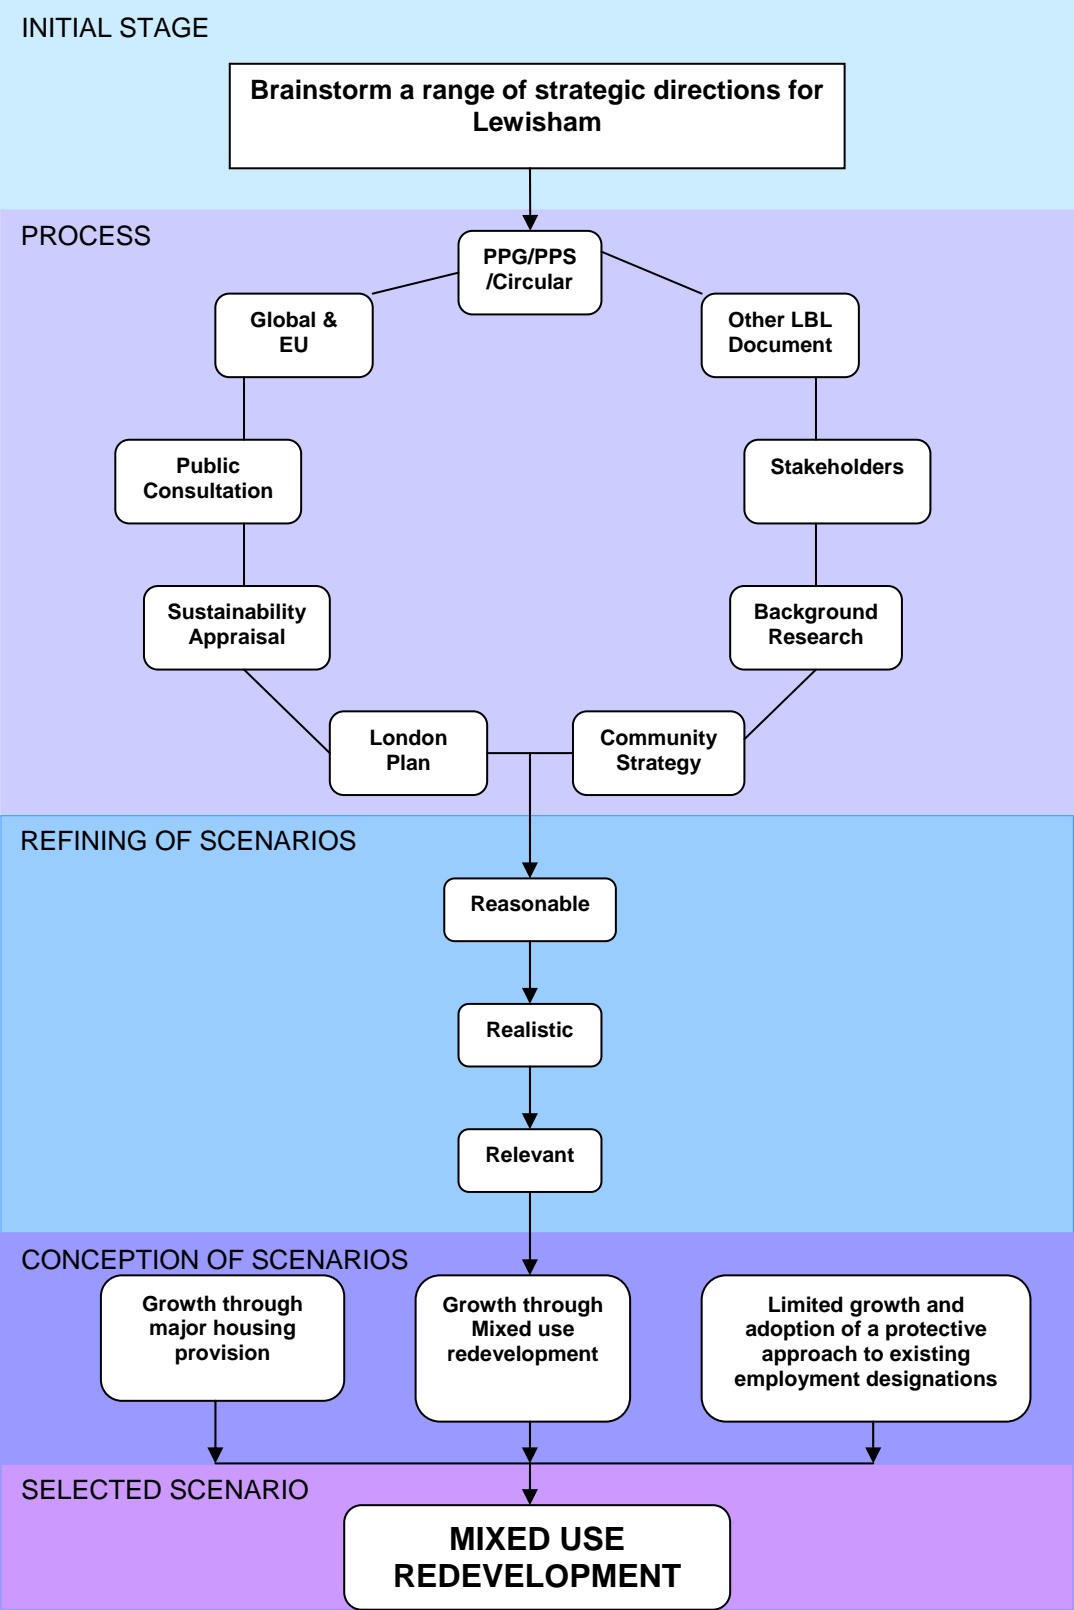 INITIAL STAGE
Brainstorm a range of strategic directions for
Lewisham
PROCESS
PPG/PPS
/Circular
Global &
EU
Other LBL
Document
Public
Consultation
Stakeholders
Sustainability
Appraisal
Background
Research
London
Plan
Community
Strategy
REFINING OF SCENARIOS
Reasonable
Realistic
Relevant
CONCEPTION OF SCENARIOS
Growth through
major housing
provision
Growth through
Mixed use
redevelopment
Limited growth and
adoption of a protective
approach to existing
employment designations
SELECTED SCENARIO
MIXED USE
REDEVELOPMENT